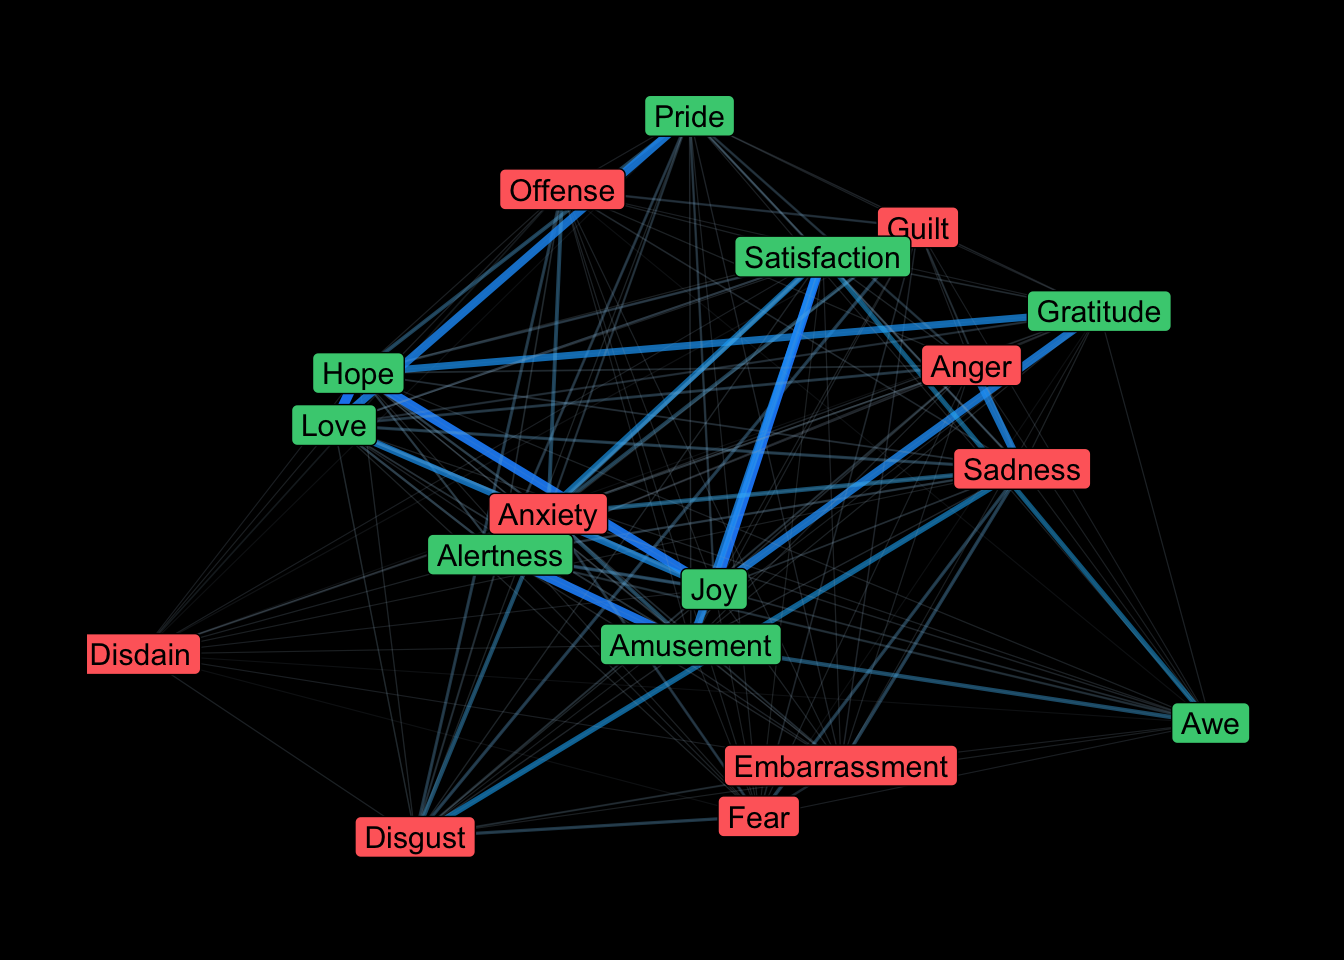 Pride
Offense
Guilt
Satisfaction
Gratitude
Anger
Hope
Love
Sadness
Anxiety
Alertness
Joy
Amusement
Disdain
Awe
Embarrassment
Fear
Disgust